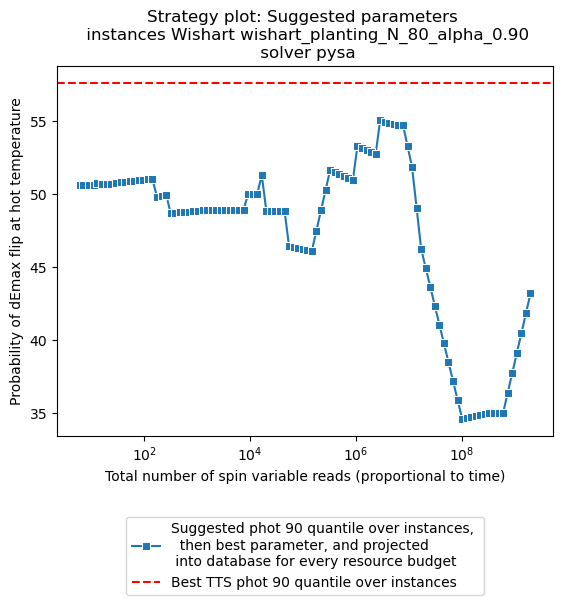 Strategy plot: Suggested parameters
instances Wishart wishart_planting_N_80_alpha_0.90
solver pysa
Probability of dEmax flip at hot temperature
55
50
45
40
35
10^2
10^4
10^6
10^8
Total number of spin variable reads (proportional to time)
Suggested phot 90 quantile over instances,
then best parameter, and projected
into database for every resource budget
Best TTS phot 90 quantile over instances